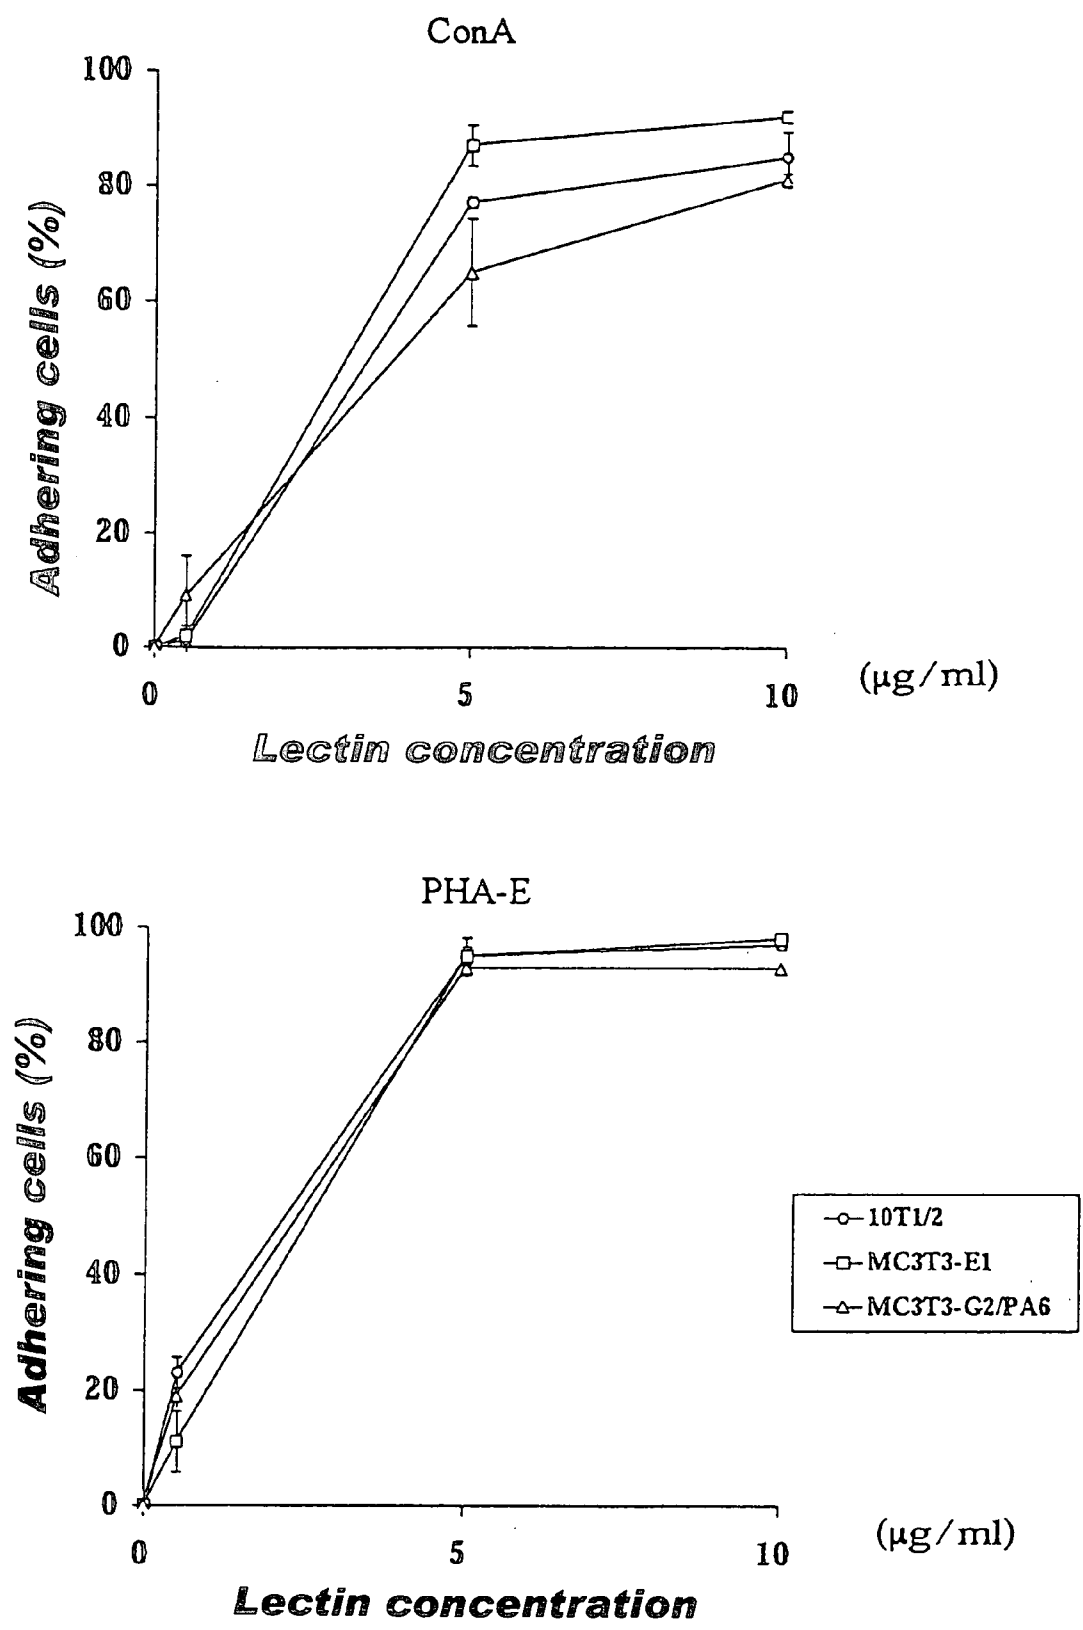 ConA
100
80
60
40
20
0
Adhering cells (%)
0 5 10 (μg/ml)
Lectin concentration
PHA-E
100
80
60
40
20
0
Adhering cells (%)
10T1/2
MC3T3-E1
MC3T3-G2/PA6
0 5 10 (μg/ml)
Lectin concentration